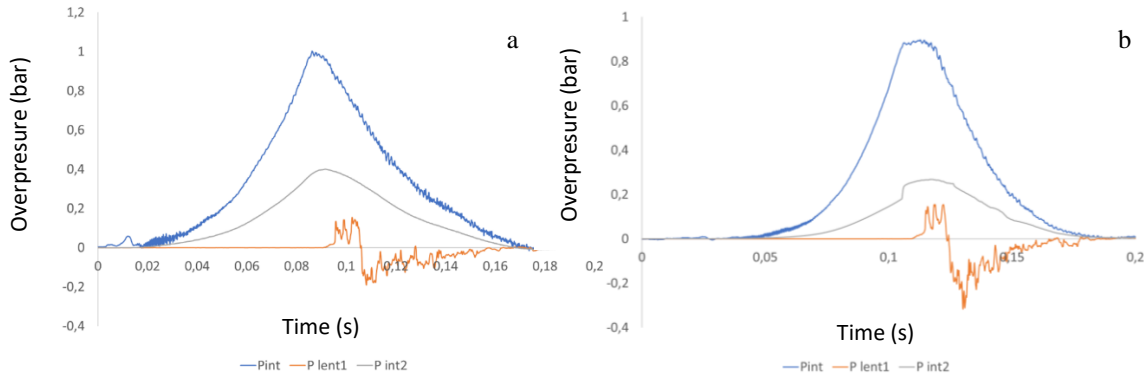 a
Overpresure (bar)
1,2
1
0,8
0,6
0,4
0,2
0
-0,2
-0,4
0 0,02 0,04 0,06 0,08 0,1 0,12 0,14 0,16 0,18 0,2
Time (s)
Pint P lent1 P int2
b
Overpresure (bar)
1
0,8
0,6
0,4
0,2
0
-0,2
-0,4
0 0,05 0,1 0,15 0,2
Time (s)
Pint P lent1 P int2